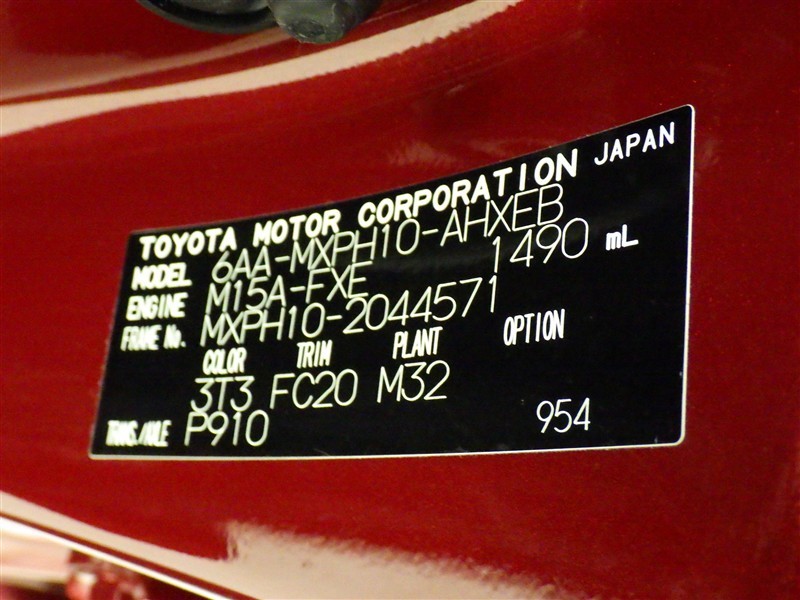 TOYOTA MOTOR CORPORATION JAPAN
MODEL 6AA-MXPH10-AHXEB
ENGINE M15A-FXE 1490 mL
FRAME No. MXPH10-2044571
COLOR TRIM PLANT OPTION
3T3 FC20 M32
TRANS./AXLE P910 954